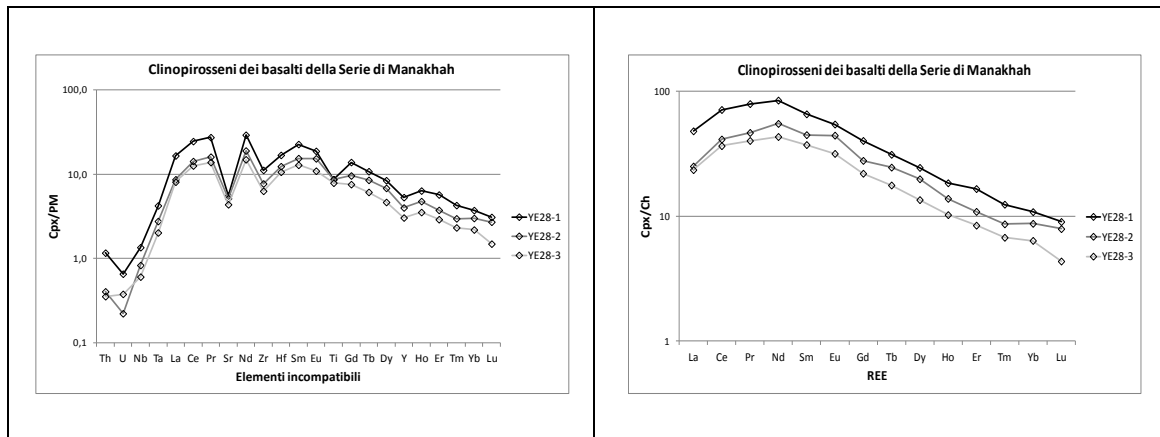 Clinopirosseni dei basalti della Serie di Manakhah
100,0
10,0
1,0
0,1
Cpx/PM
Th U Nb Ta La Ce Pr Sr Nd Zr Hf Sm Eu Ti Gd Tb Dy Y Ho Er Tm Yb Lu
Elementi incompatibili
YE28-1
YE28-2
YE28-3
Clinopirosseni dei basalti della Serie di Manakhah
100
10
1
Cpx/Ch
La Ce Pr Nd Sm Eu Gd Tb Dy Ho Er Tm Yb Lu
REE
YE28-1
YE28-2
YE28-3